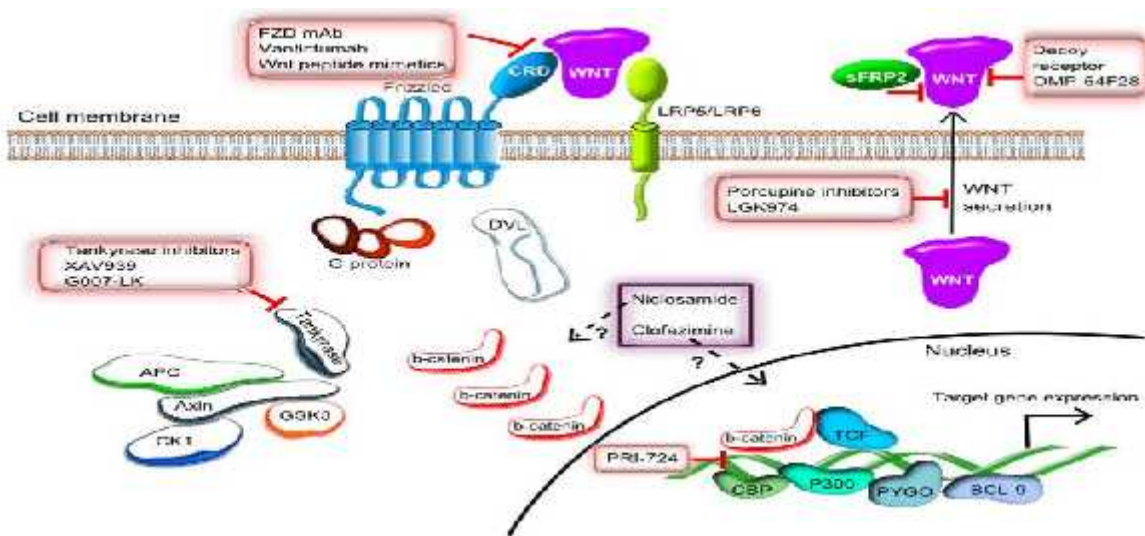 FZD mAb
Vantictumab
Wnt peptide mimetics
CRD
WNT
Frizzled
LRP5/LRP6
sFRP2
WNT
Decoy
receptor
OMP-54F28
Cell membrane
Porcupine inhibitors
LGK974
WNT
secretion
WNT
DVL
G protein
Tankyrase inhibitors
XAV939
G007-LK
Tankyrase
Niclosamide
?
Clofazimine
?
Nucleus
b-catenin
b-catenin
b-catenin
APC
Axin
GSK3
CK1
Target gene expression
b-catenin
TCF
PRI-724
CBP
P300
PYGO
BCL 9